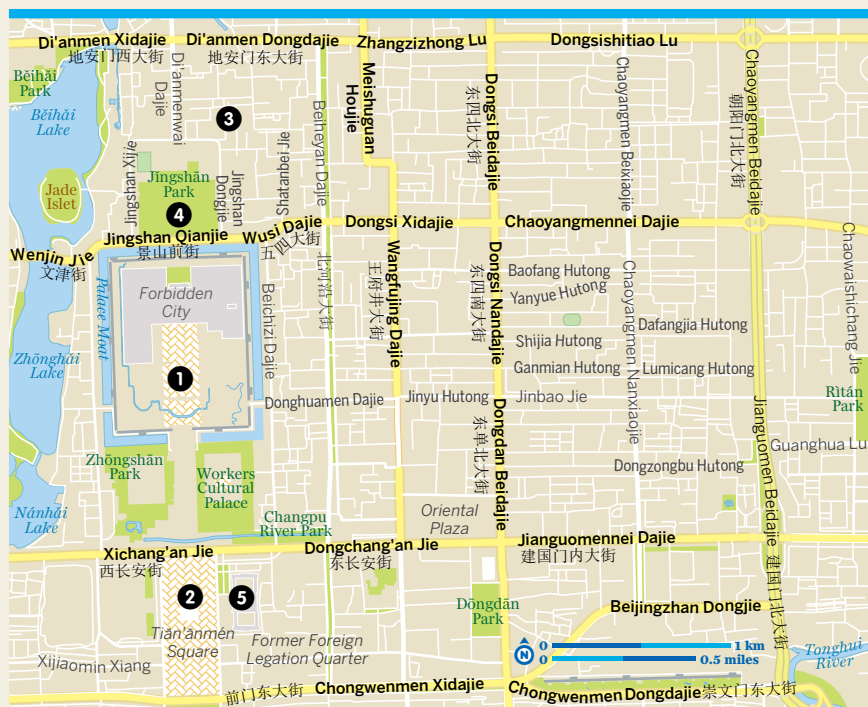 Di'anmen Xidajie
地安门西大街
Di'anmen Dongdajie
地安门东大街
Zhangzizhong Lu
Dongsishitiao Lu
Běihǎi
Park
Běihǎi
Lake
Di'anmenwai
Dajie
Meishuguan
Houjie
Beiheyan Dajie
Dongsi Beidajie
东四北大街
Chaoyangmen Beixiaojie
Chaoyangmen Beidajie
朝阳门北大街
3
Jingshan Xijie
Jǐngshān
Park
Jingshan
Dongjie
Shatanbei Jie
Jade
Islet
4
Jingshan Qianjie
景山前街
Wusi Dajie
五四大街
Dongsi Xidajie
Chaoyangmennei Dajie
Wenjin Jie
文津街
Palace Moat
Forbidden
City
Beichizi Dajie
北河沿大街
Wangfujing Dajie
王府井大街
Dongsi Nandajie
东四南大街
Baofang Hutong
Yanyue Hutong
Chaoyangmen Nanxiaojie
Dafangjia Hutong
Shijia Hutong
Ganmian Hutong
Lumicang Hutong
Chaowaishichang Jie
Zhōnghǎi
Lake
1
Donghuamen Dajie
Jinyu Hutong
Jinbao Jie
Rìtán
Park
Dongdan Beidajie
东单北大街
Jianguomen Beidajie
建国门北大街
Guanghua Lu
Zhōngshān
Park
Workers
Cultural
Palace
Dongzongbu Hutong
Nánhǎi
Lake
Changpu
River Park
Oriental
Plaza
Xichang'an Jie
西长安街
Dongchang'an Jie
东长安街
Jianguomennei Dajie
建国门内大街
2
5
Dōngdān
Park
Beijingzhan Dongjie
Tiān'ānmén
Square
Former Foreign
Legation Quarter
Xijiaomin Xiang
N
0 1 km
0 0.5 miles
Tonghui
River
前门东大街
Chongwenmen Xidajie
Chongwenmen Dongdajie
崇文门东大街